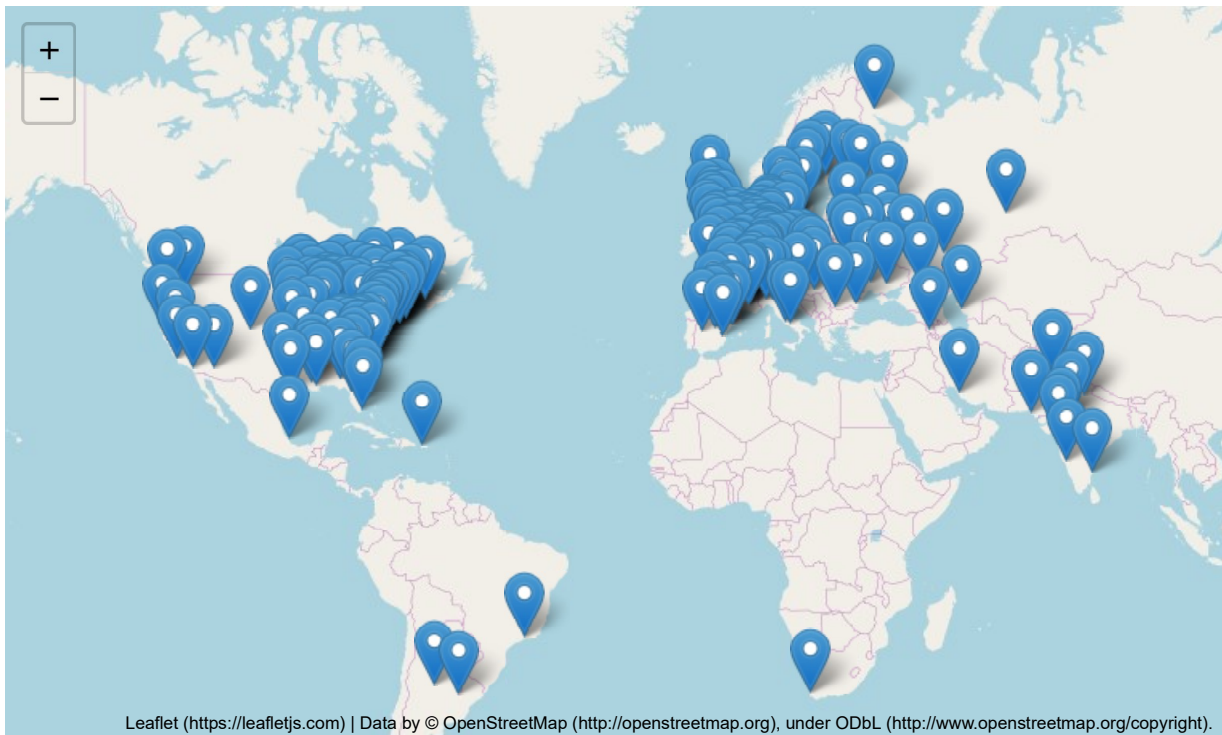 +
−
Leaflet (https://leafletjs.com) | Data by © OpenStreetMap (http://openstreetmap.org), under ODbL (http://www.openstreetmap.org/copyright).